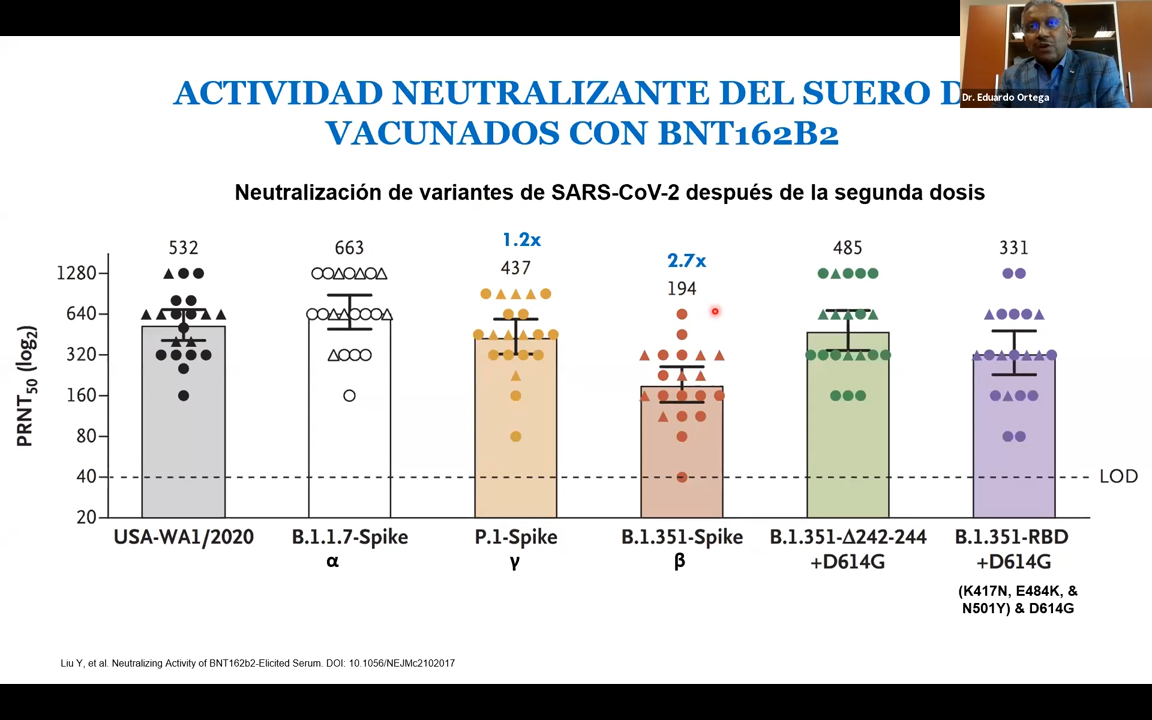 ACTIVIDAD NEUTRALIZANTE DEL SUERO D
VACUNADOS CON BNT162B2
Dr. Eduardo Ortega
Neutralización de variantes de SARS-CoV-2 después de la segunda dosis
1.2x
2.7x
532 663 437 194 485 331
PRNT50 (log2)
1280
640
320
160
80
40
20
LOD
USA-WA1/2020
B.1.1.7-Spike
α
P.1-Spike
γ
B.1.351-Spike
β
B.1.351-Δ242-244
+D614G
B.1.351-RBD
+D614G
(K417N, E484K, &
N501Y) & D614G
Liu Y, et al. Neutralizing Activity of BNT162b2-Elicited Serum. DOI: 10.1056/NEJMc2102017